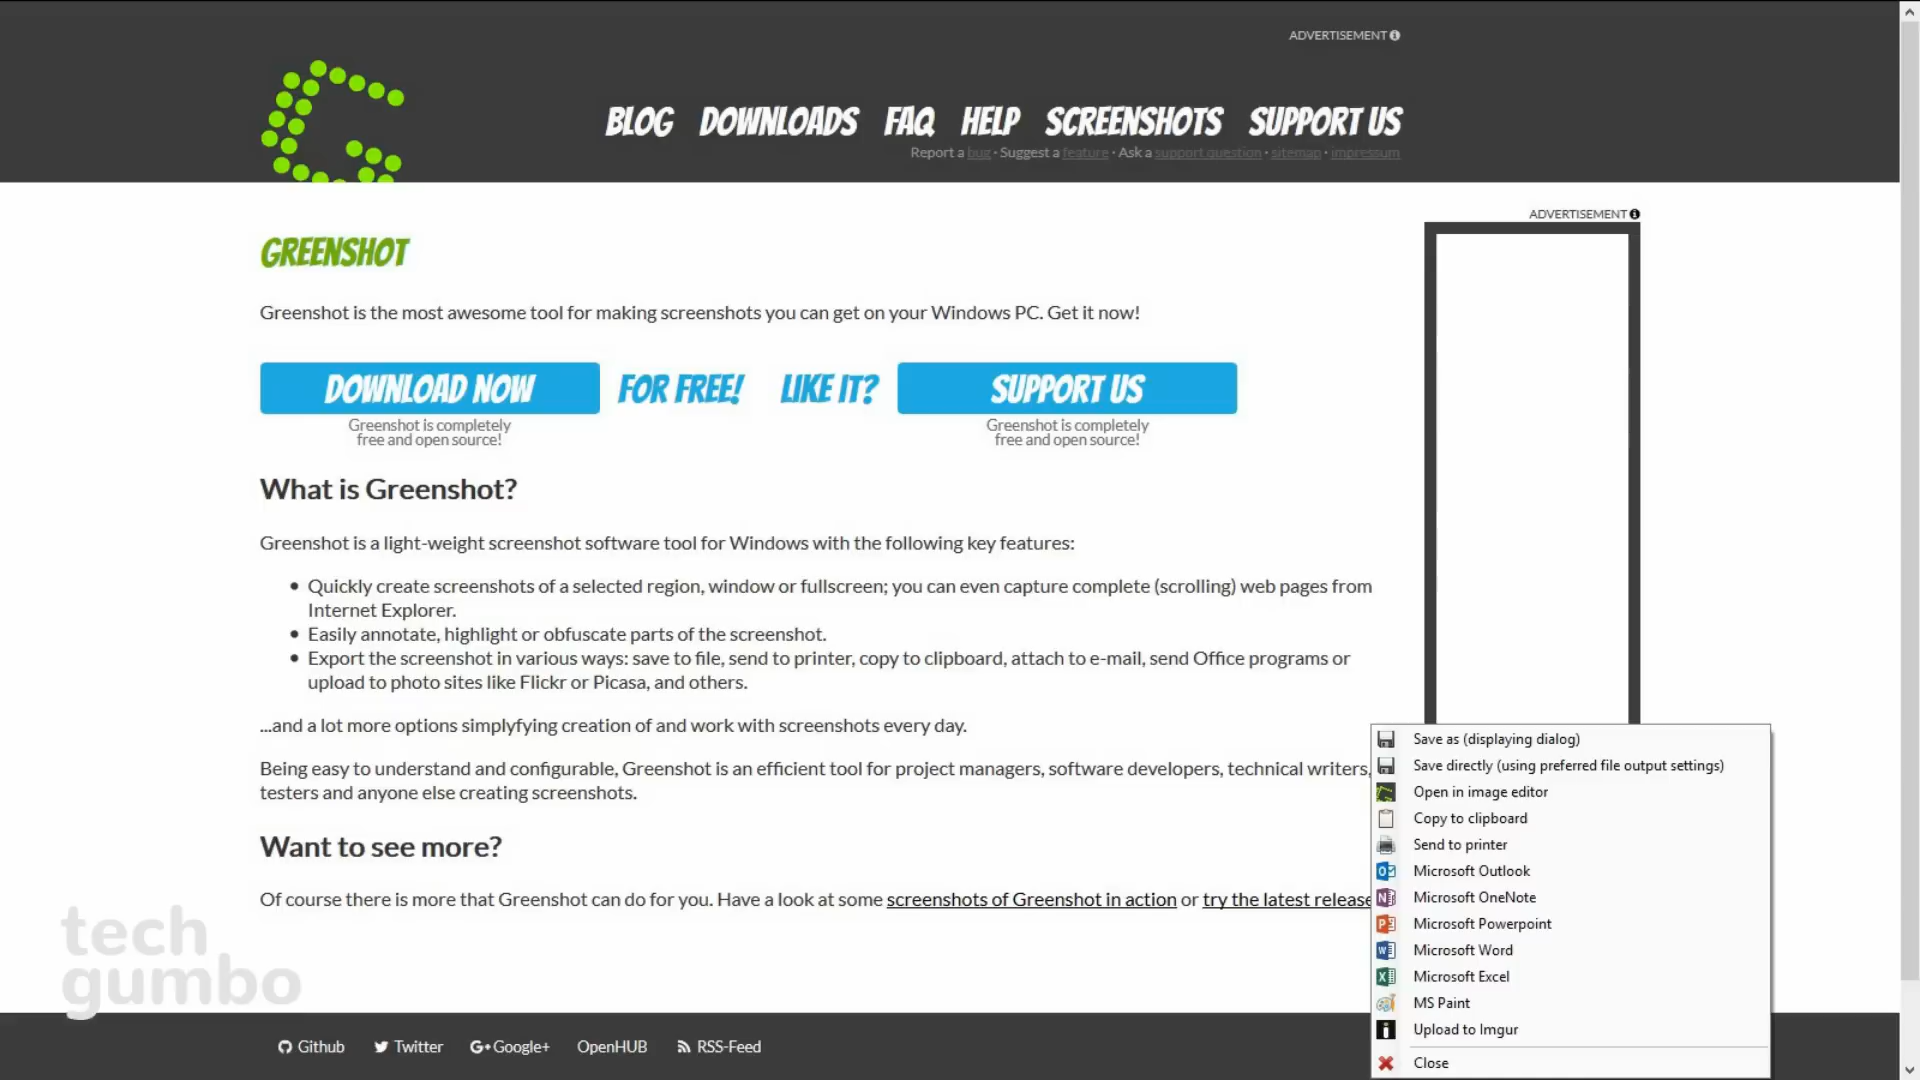 ADVERTISEMENT
BLOG DOWNLOADS FAQ HELP SCREENSHOTS SUPPORT US
Report a bug · Suggest a feature · Ask a support question · sitemap · impressum
ADVERTISEMENT
GREENSHOT
Greenshot is the most awesome tool for making screenshots you can get on your Windows PC. Get it now!
DOWNLOAD NOW FOR FREE! LIKE IT? SUPPORT US
Greenshot is completely
free and open source!
Greenshot is completely
free and open source!
What is Greenshot?
Greenshot is a light-weight screenshot software tool for Windows with the following key features:
• Quickly create screenshots of a selected region, window or fullscreen; you can even capture complete (scrolling) web pages from
Internet Explorer.
• Easily annotate, highlight or obfuscate parts of the screenshot.
• Export the screenshot in various ways: save to file, send to printer, copy to clipboard, attach to e-mail, send Office programs or
upload to photo sites like Flickr or Picasa, and others.
...and a lot more options simplyfying creation of and work with screenshots every day.
Being easy to understand and configurable, Greenshot is an efficient tool for project managers, software developers, technical writers,
testers and anyone else creating screenshots.
Want to see more?
Of course there is more that Greenshot can do for you. Have a look at some screenshots of Greenshot in action or try the latest release
Save as (displaying dialog)
Save directly (using preferred file output settings)
Open in image editor
Copy to clipboard
Send to printer
Microsoft Outlook
Microsoft OneNote
Microsoft Powerpoint
Microsoft Word
Microsoft Excel
MS Paint
Upload to Imgur
Close
tech
gumbo
Github Twitter Google+ OpenHUB RSS-Feed